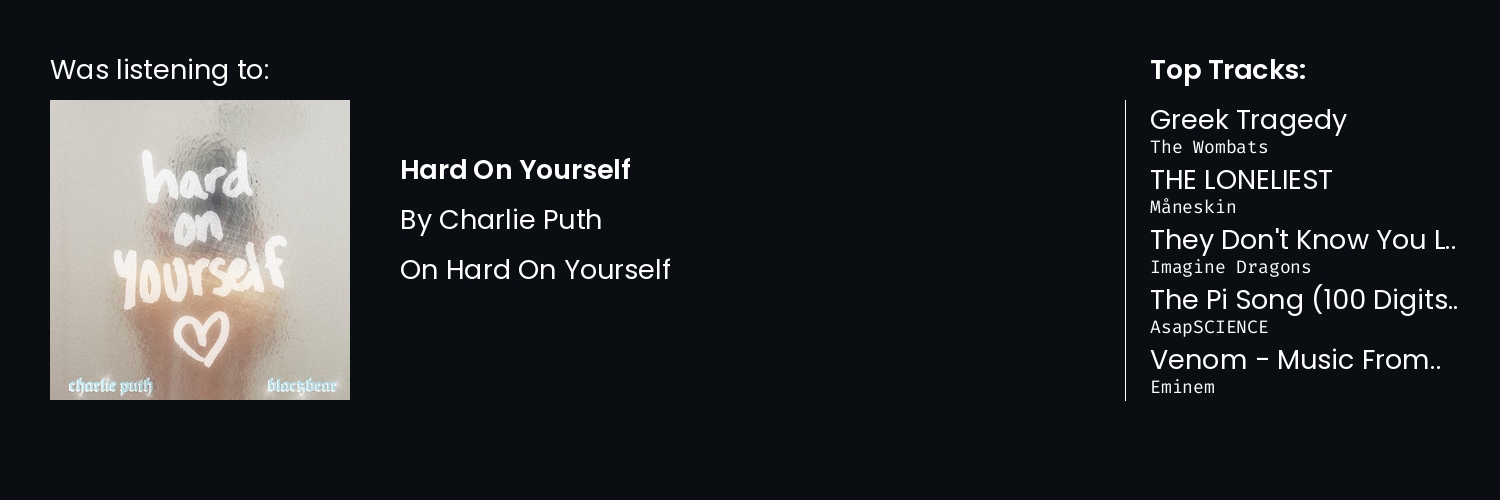 Was listening to:
hard
on
yourself
charlie puth
blackbear
Hard On Yourself
By Charlie Puth
On Hard On Yourself
Top Tracks:
Greek Tragedy
The Wombats
THE LONELIEST
Måneskin
They Don't Know You L..
Imagine Dragons
The Pi Song (100 Digits..
AsapSCIENCE
Venom - Music From..
Eminem